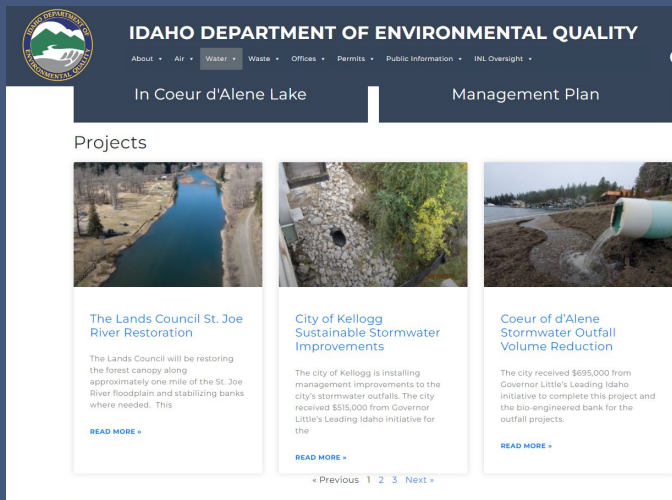 IDAHO DEPARTMENT OF ENVIRONMENTAL QUALITY
IDAHO DEPARTMENT OF
ENVIRONMENTAL QUALITY
About Air Water Waste Offices Permits Public Information INL Oversight
In Coeur d'Alene Lake
Management Plan
Projects
The Lands Council St. Joe
River Restoration
The Lands Council will be restoring
the forest canopy along
approximately one mile of the St. Joe
River floodplain and stabilizing banks
where needed.  This
READ MORE »
City of Kellogg
Sustainable Stormwater
Improvements
The city of Kellogg is installing
management improvements to the
city's stormwater outfalls. The city
received $515,000 from Governor
Little's Leading Idaho initiative for
the
READ MORE »
Coeur of d'Alene
Stormwater Outfall
Volume Reduction
The city received $695,000 from
Governor Little's Leading Idaho
initiative to complete this project and
the bio-engineered bank for the
outfall projects.
READ MORE »
« Previous 1 2 3 Next »